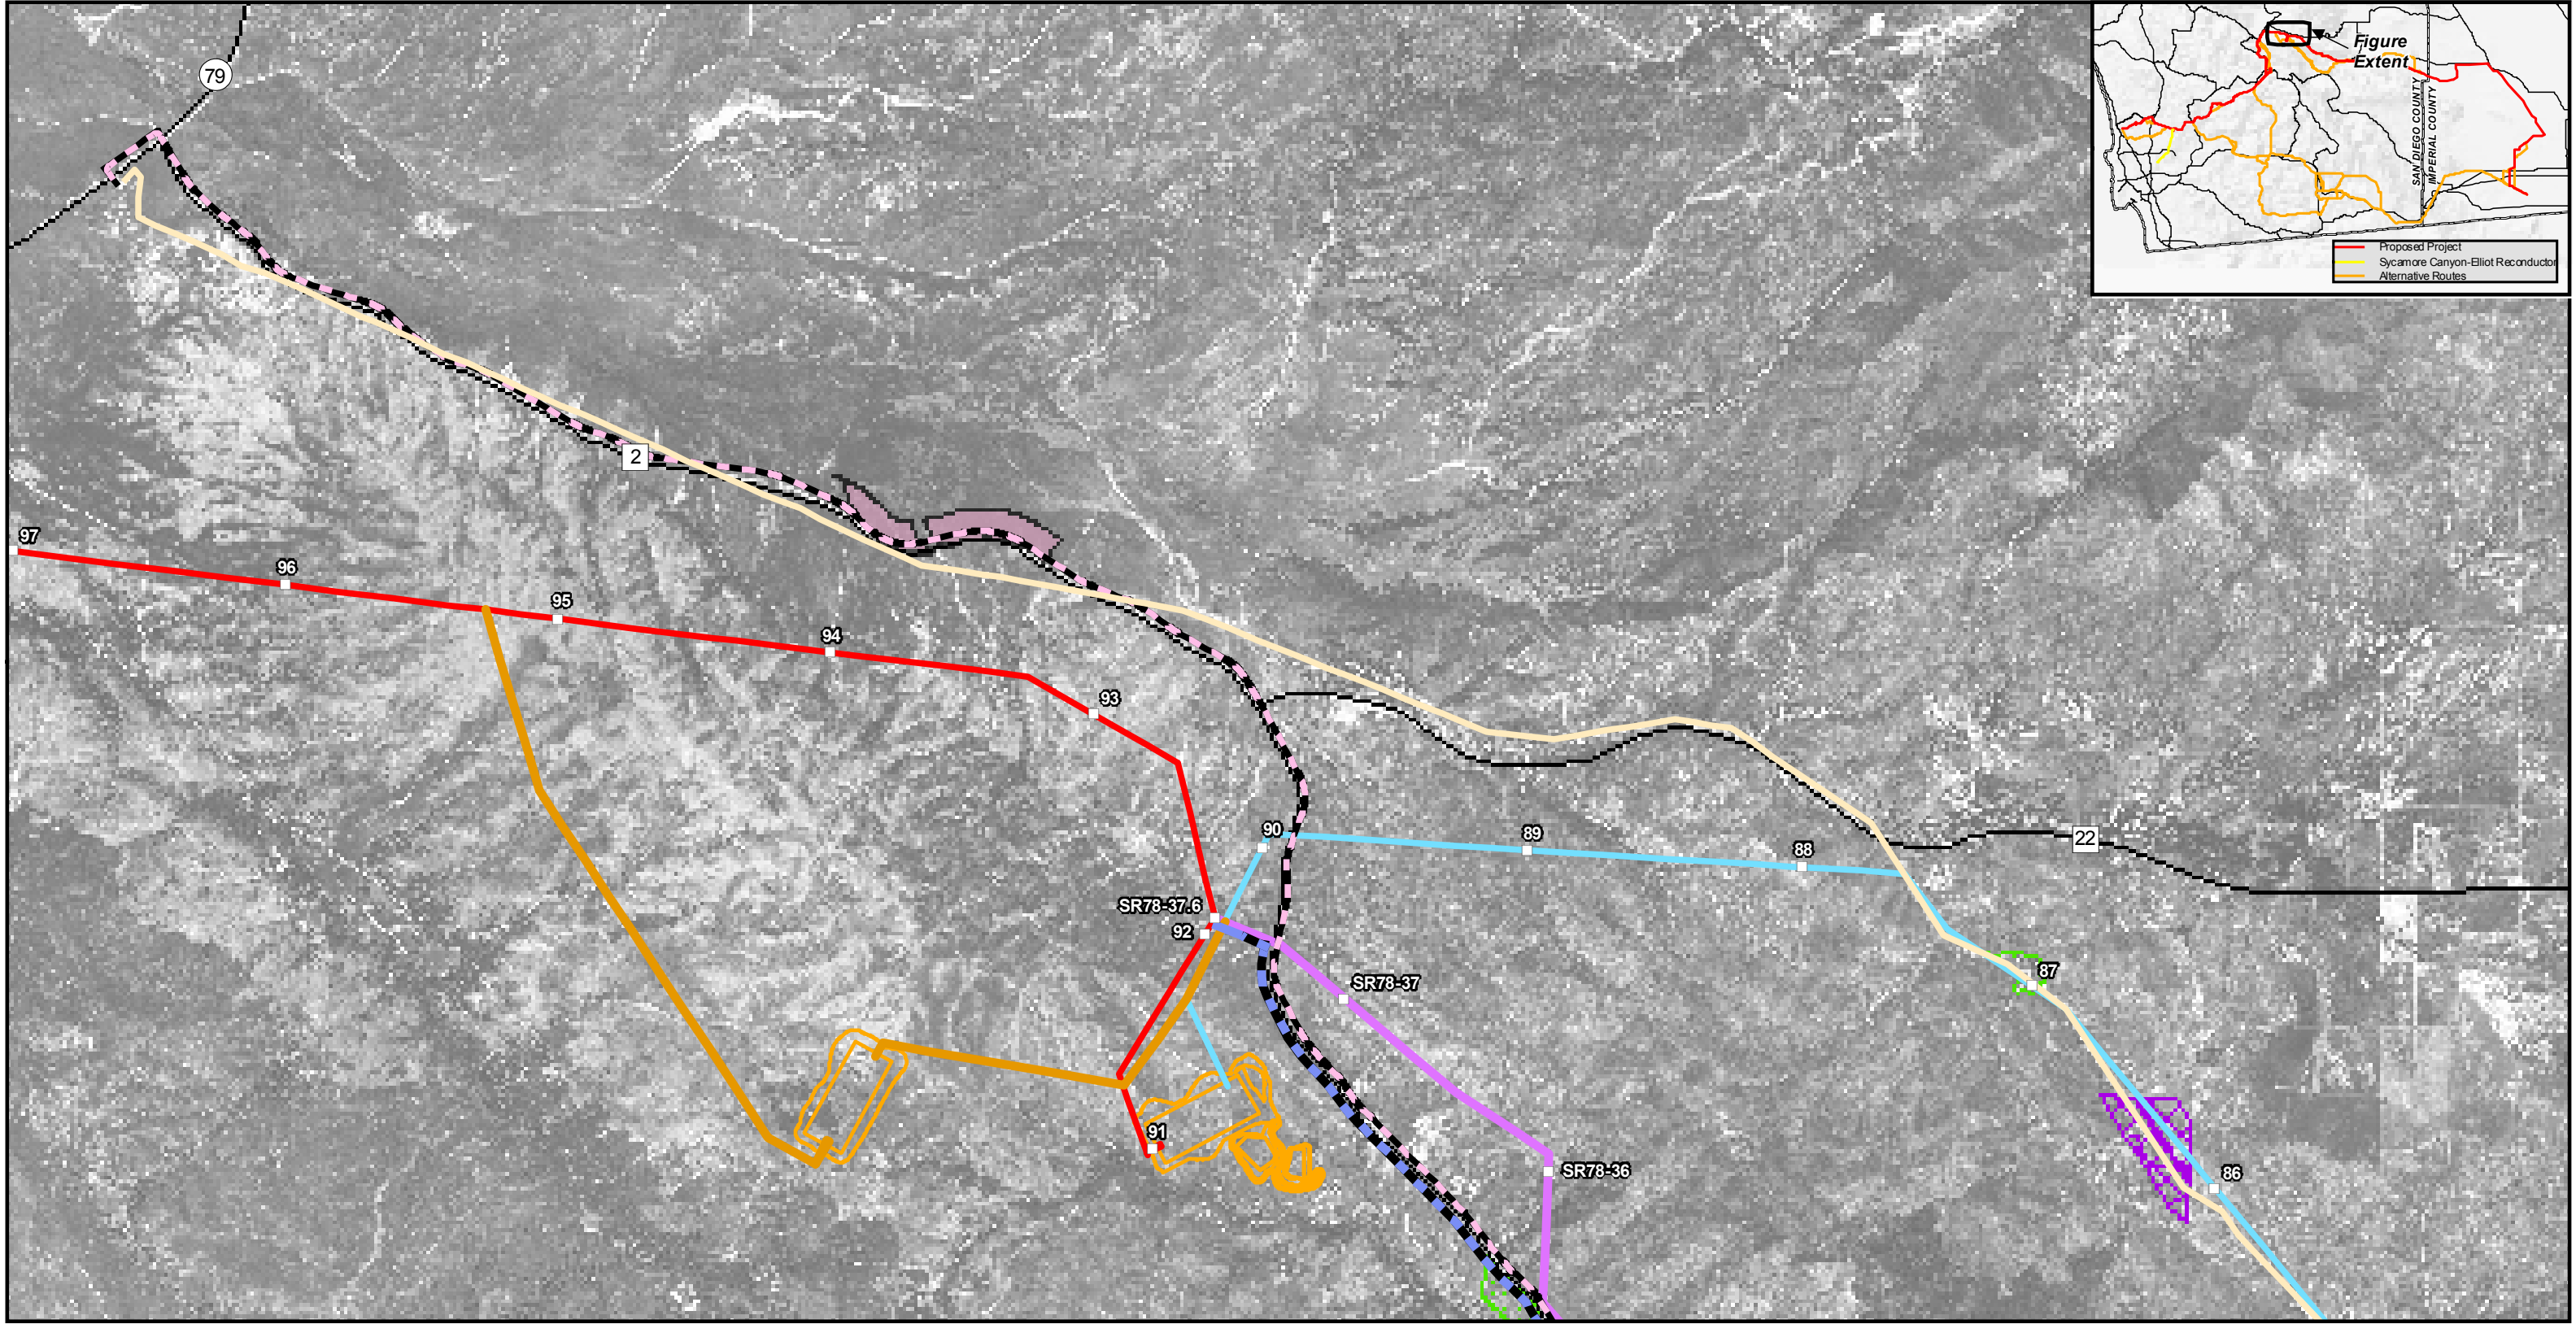 79
Figure
Extent
SAN DIEGO COUNTY
IMPERIAL COUNTY
Proposed Project
Sycamore Canyon-Elliot Reconductor
Alternative Routes
2
97
96
95
94
93
90
89
88
22
SR78-37.6
92
SR78-37
87
91
SR78-36
86